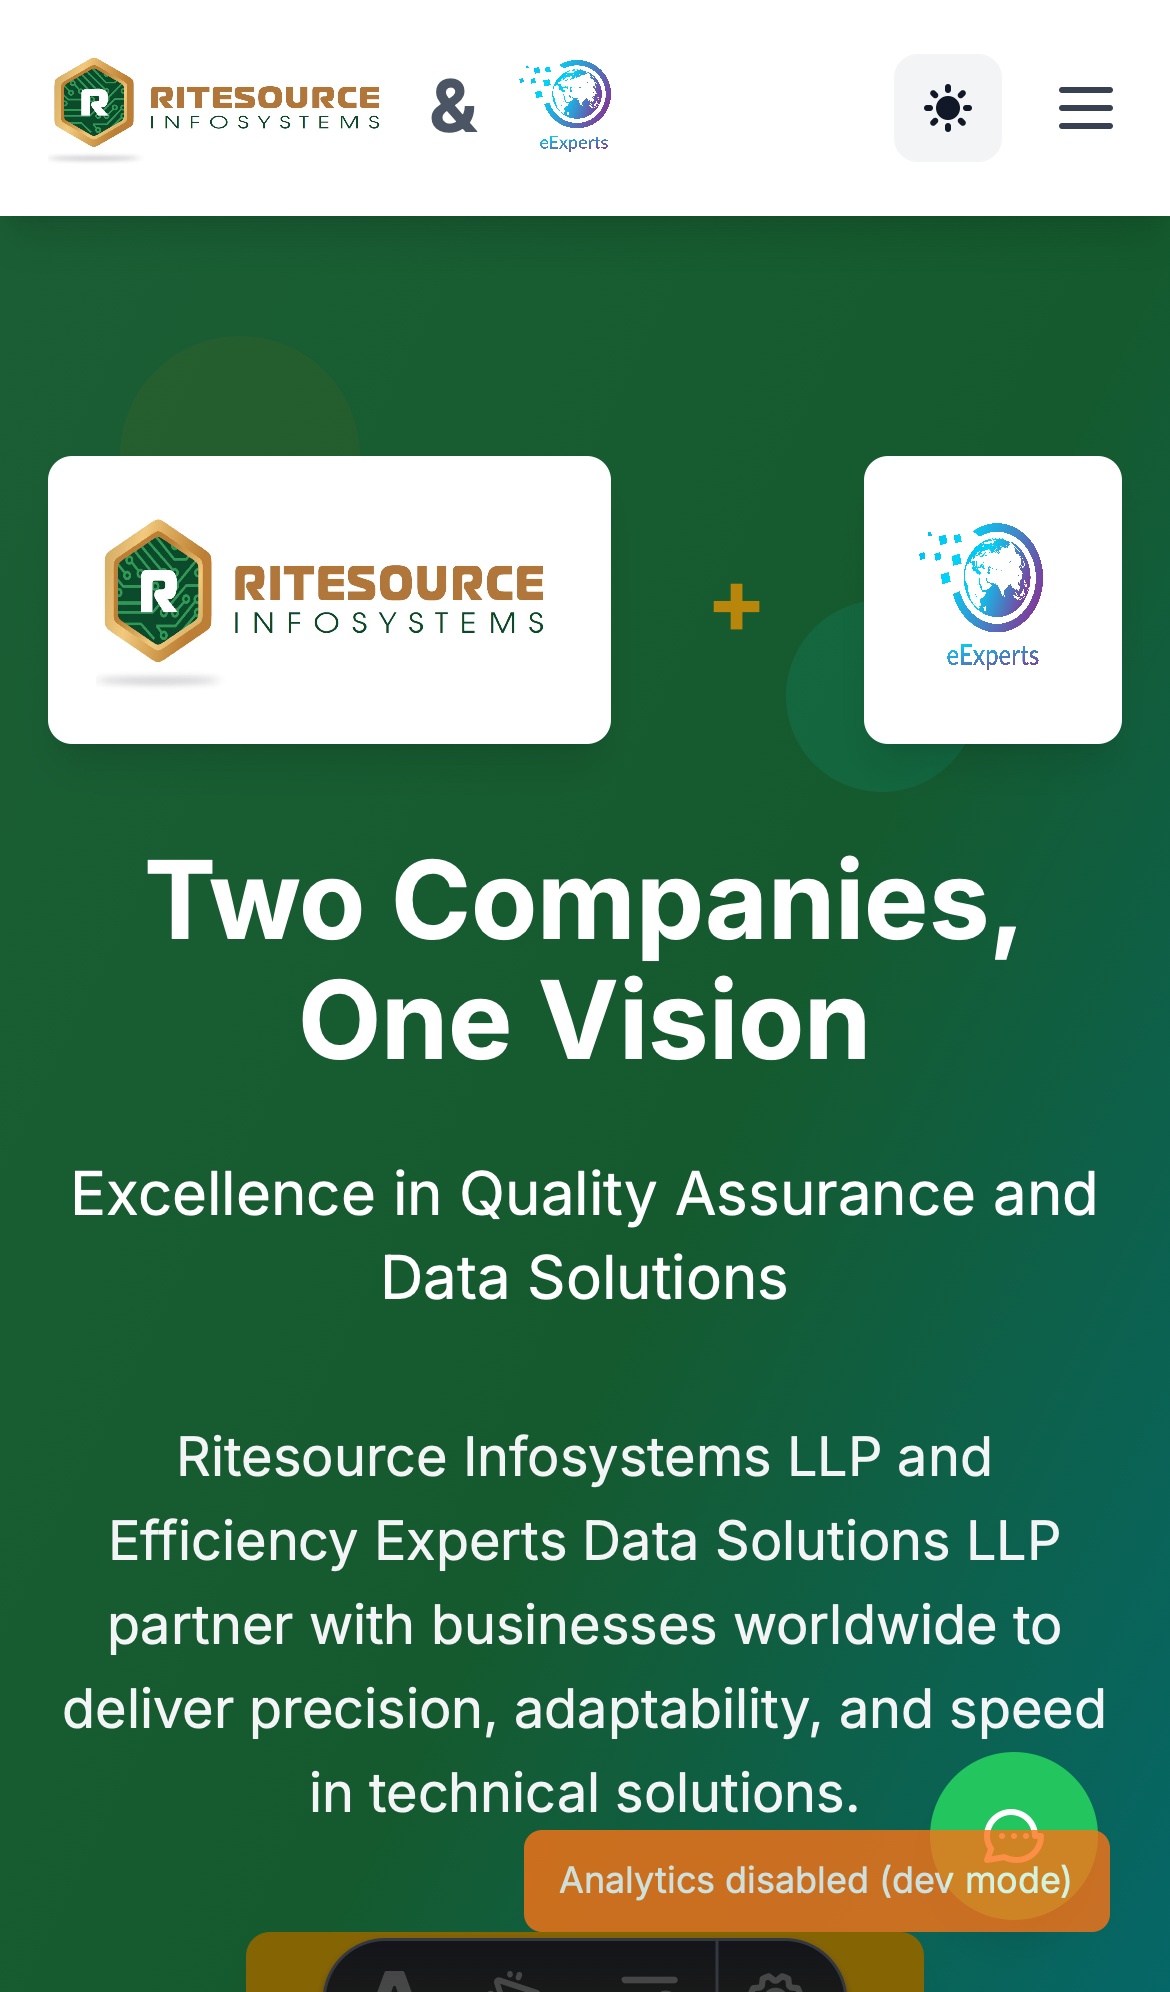 RITESOURCE
INFOSYSTEMS
&
eExperts
R
RITESOURCE
INFOSYSTEMS
+
eExperts
Two Companies,
One Vision
Excellence in Quality Assurance and
Data Solutions
Ritesource Infosystems LLP and
Efficiency Experts Data Solutions LLP
partner with businesses worldwide to
deliver precision, adaptability, and speed
in technical solutions.
Analytics disabled (dev mode)